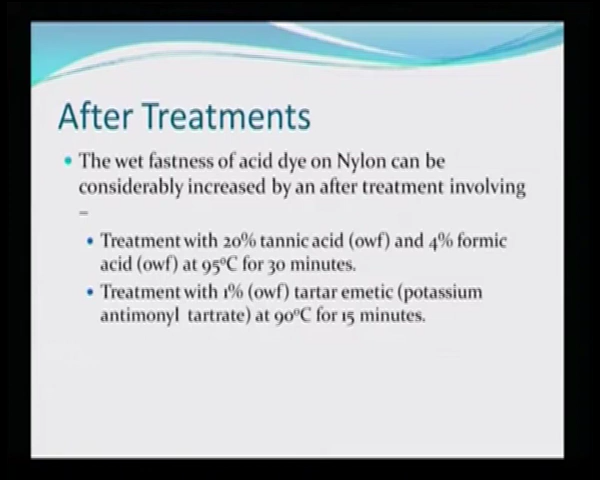 After Treatments
• The wet fastness of acid dye on Nylon can be
considerably increased by an after treatment involving
–
• Treatment with 20% tannic acid (owf) and 4% formic
acid (owf) at 95°C for 30 minutes.
• Treatment with 1% (owf) tartar emetic (potassium
antimonyl tartrate) at 90°C for 15 minutes.